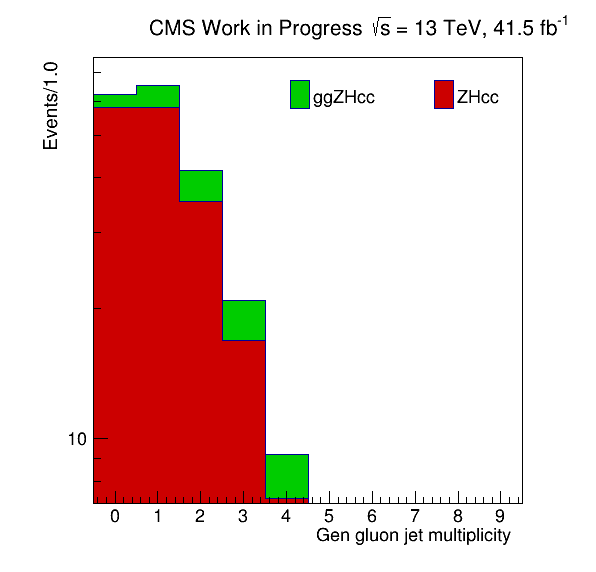 CMS Work in Progress √s = 13 TeV, 41.5 fb⁻¹
Events/1.0
ggZHcc
ZHcc
10
0 1 2 3 4 5 6 7 8 9
Gen gluon jet multiplicity